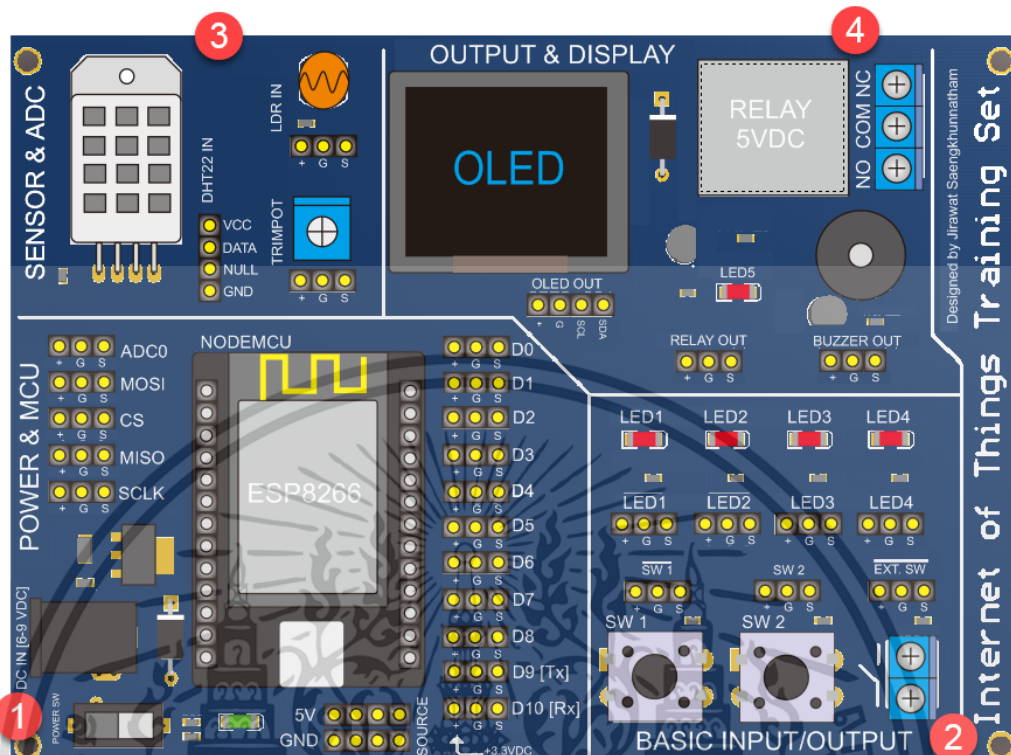 3
4
SENSOR & ADC
DHT22 IN
VCC
DATA
NULL
GND
LDR IN
+ G S
TRIMPOT
+ G S
OUTPUT & DISPLAY
OLED
OLED OUT
+ G SCL SDA
RELAY
5VDC
NO COM NC
LED5
RELAY OUT
+ G S
BUZZER OUT
+ G S
Designed by Jirawat Saengkhunnatham
Internet of Things Training Set
POWER & MCU
ADC0
+ G S
MOSI
+ G S
CS
+ G S
MISO
+ G S
SCLK
+ G S
NODEMCU
ESP8266
D0
+ G S
D1
+ G S
D2
+ G S
D3
+ G S
D4
+ G S
D5
+ G S
D6
+ G S
D7
+ G S
D8
+ G S
D9 [Tx]
+ G S
D10 [Rx]
+ G S
DC IN [6-9 VDC]
1
POWER SW
5V
GND
SOURCE
+3.3VDC
LED1 LED2 LED3 LED4
LED1 LED2 LED3 LED4
+ G S + G S + G S + G S
SW 1 SW 2 EXT. SW
+ G S + G S + G S
SW 1 SW 2
BASIC INPUT/OUTPUT
2